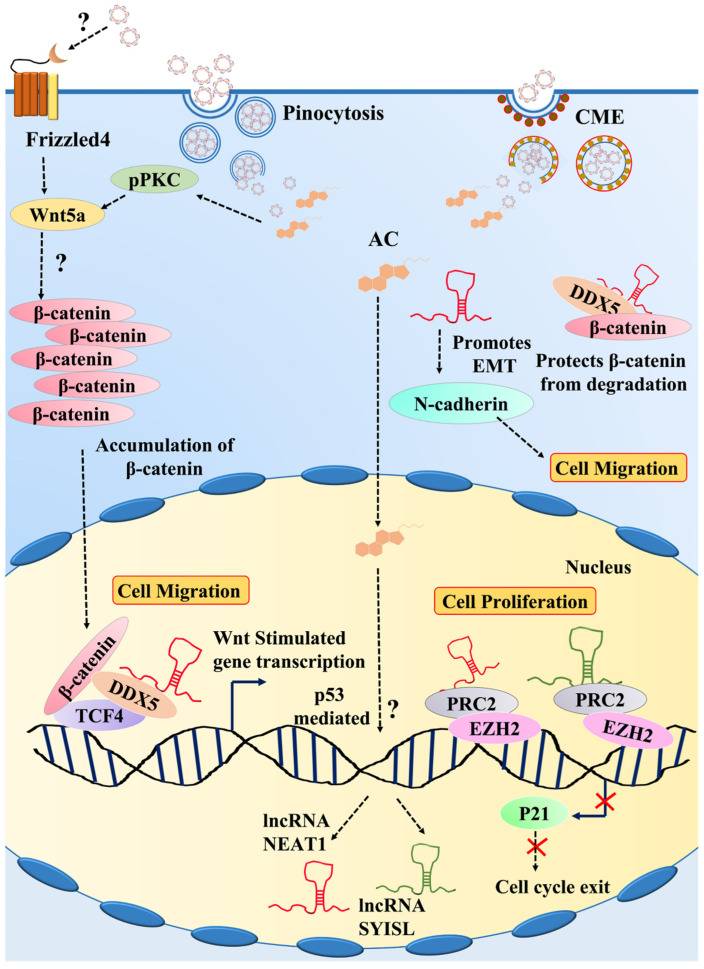 ?
Frizzled4
Pinocytosis
CME
pPKC
Wnt5a
?
AC
β-catenin
β-catenin
β-catenin
β-catenin
β-catenin
DDX5
β-catenin
Promotes
EMT
Protects β-catenin
from degradation
N-cadherin
Accumulation of
β-catenin
Cell Migration
Nucleus
Cell Migration
Cell Proliferation
Wnt Stimulated
gene transcription
β-catenin
DDX5
TCF4
p53
mediated
?
PRC2
EZH2
PRC2
EZH2
P21
Cell cycle exit
lncRNA
NEAT1
lncRNA
SYISL